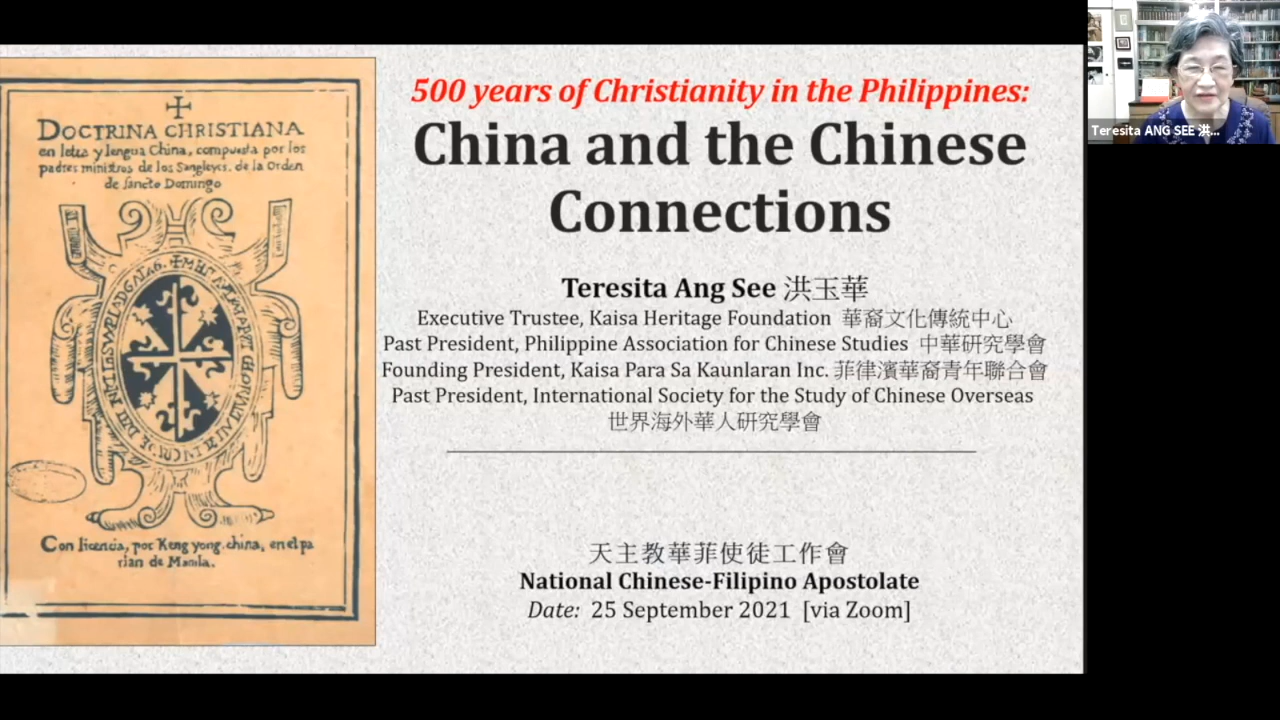 DOCTRINA CHRISTIANA
en letra y lengua China, compuesta por los
padres ministros de los Sangleyes, de la Orden
de Sancto Domingo
Con licencia, por Keng yong. china, en el pa
rian de Manila.
500 years of Christianity in the Philippines:
China and the Chinese
Connections
Teresita Ang See 洪玉華
Executive Trustee, Kaisa Heritage Foundation 華裔文化傳統中心
Past President, Philippine Association for Chinese Studies 中華研究學會
Founding President, Kaisa Para Sa Kaunlaran Inc. 菲律濱華裔青年聯合會
Past President, International Society for the Study of Chinese Overseas
世界海外華人研究學會
天主教華菲使徒工作會
National Chinese-Filipino Apostolate
Date: 25 September 2021 [via Zoom]
Teresita ANG SEE 洪...